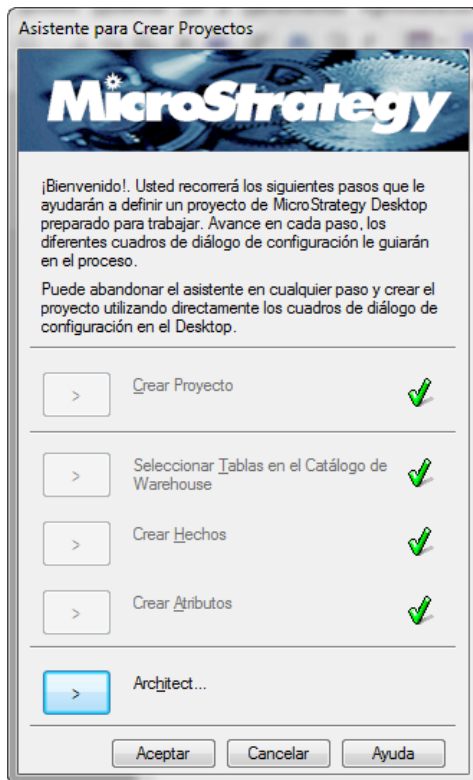 Asistente para Crear Proyectos
MicroStrategy
¡Bienvenido!. Usted recorrerá los siguientes pasos que le
ayudarán a definir un proyecto de MicroStrategy Desktop
preparado para trabajar. Avance en cada paso, los
diferentes cuadros de diálogo de configuración le guiarán
en el proceso.
Puede abandonar el asistente en cualquier paso y crear el
proyecto utilizando directamente los cuadros de diálogo de
configuración en el Desktop.
> Crear Proyecto
> Seleccionar Tablas en el Catálogo de
Warehouse
> Crear Hechos
> Crear Atributos
> Architect...
Aceptar Cancelar Ayuda